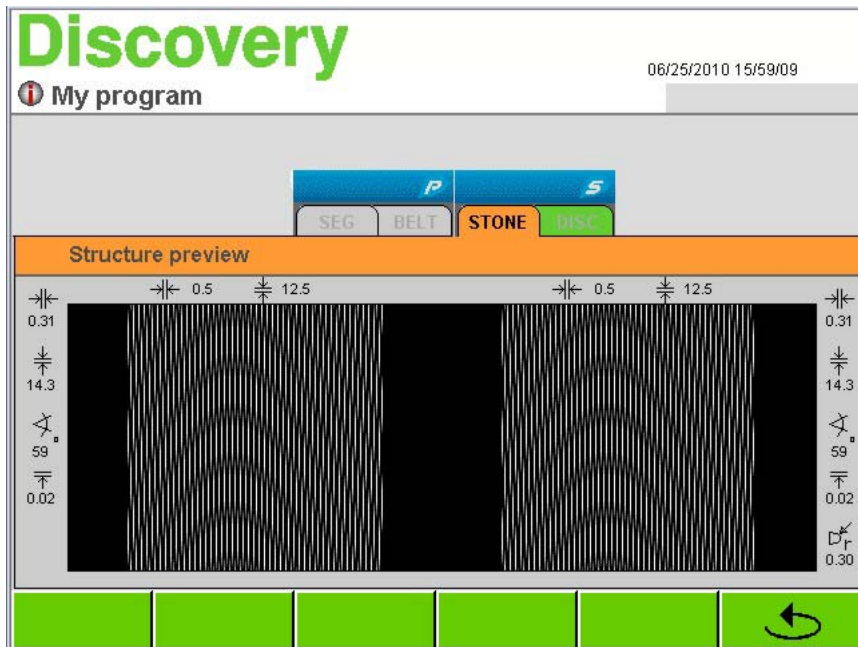 Discovery
06/25/2010 15/59/09
i My program
P S
SEG BELT STONE DISC
Structure preview
0.5 12.5 0.5 12.5
0.31 0.31
14.3 14.3
59 59
0.02 0.02
r
0.30